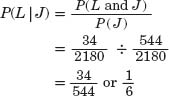 P(L | J) = P(L and J) / P(J)
= 34/2180 ÷ 544/2180
= 34/544 or 1/6